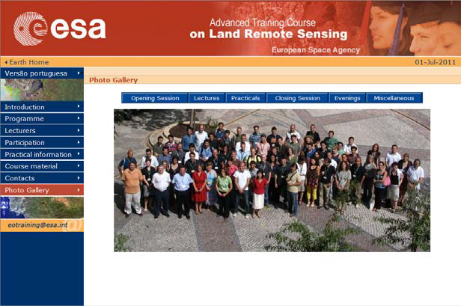 esa
Advanced Training Course
on Land Remote Sensing
European Space Agency
Earth Home
01-Jul-2011
Versão portuguesa
Photo Gallery
Opening Session
Lectures
Practicals
Closing Session
Evenings
Miscellaneous
Introduction
Programme
Lecturers
Participation
Practical information
Course material
Contacts
Photo Gallery
eotraining@esa.int